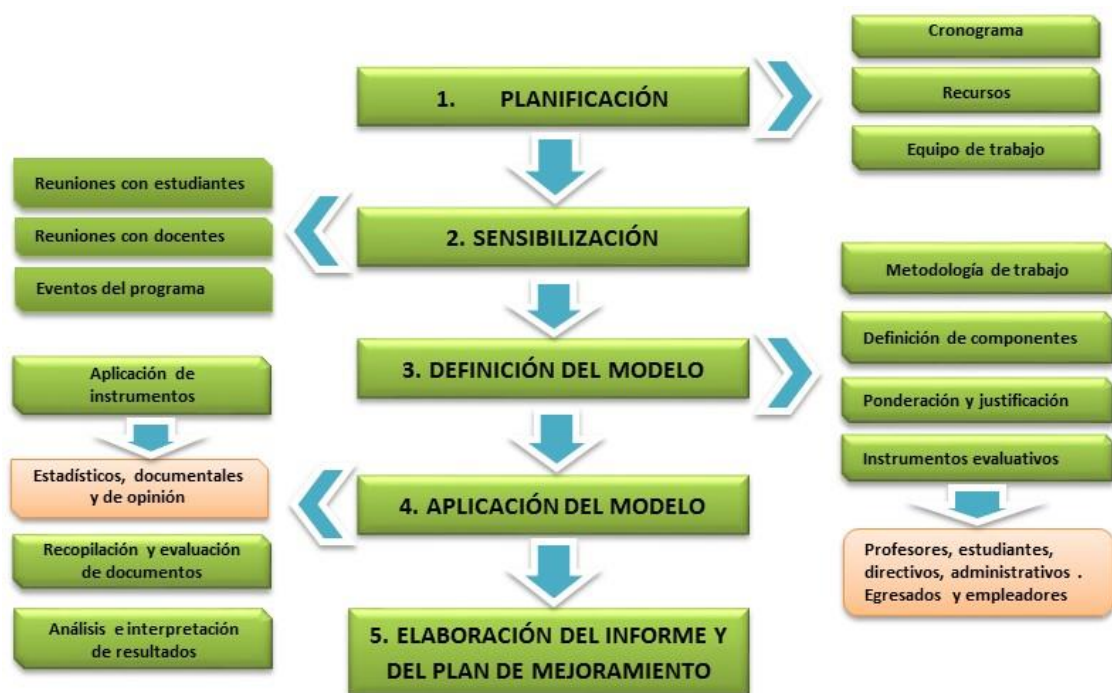 1. PLANIFICACIÓN
Cronograma
Recursos
Equipo de trabajo
2. SENSIBILIZACIÓN
Reuniones con estudiantes
Reuniones con docentes
Eventos del programa
3. DEFINICIÓN DEL MODELO
Metodología de trabajo
Definición de componentes
Ponderación y justificación
Instrumentos evaluativos
Profesores, estudiantes,
directivos, administrativos .
Egresados y empleadores
4. APLICACIÓN DEL MODELO
Aplicación de
instrumentos
Estadísticos, documentales
y de opinión
Recopilación y evaluación
de documentos
Análisis e interpretación
de resultados
5. ELABORACIÓN DEL INFORME Y
DEL PLAN DE MEJORAMIENTO